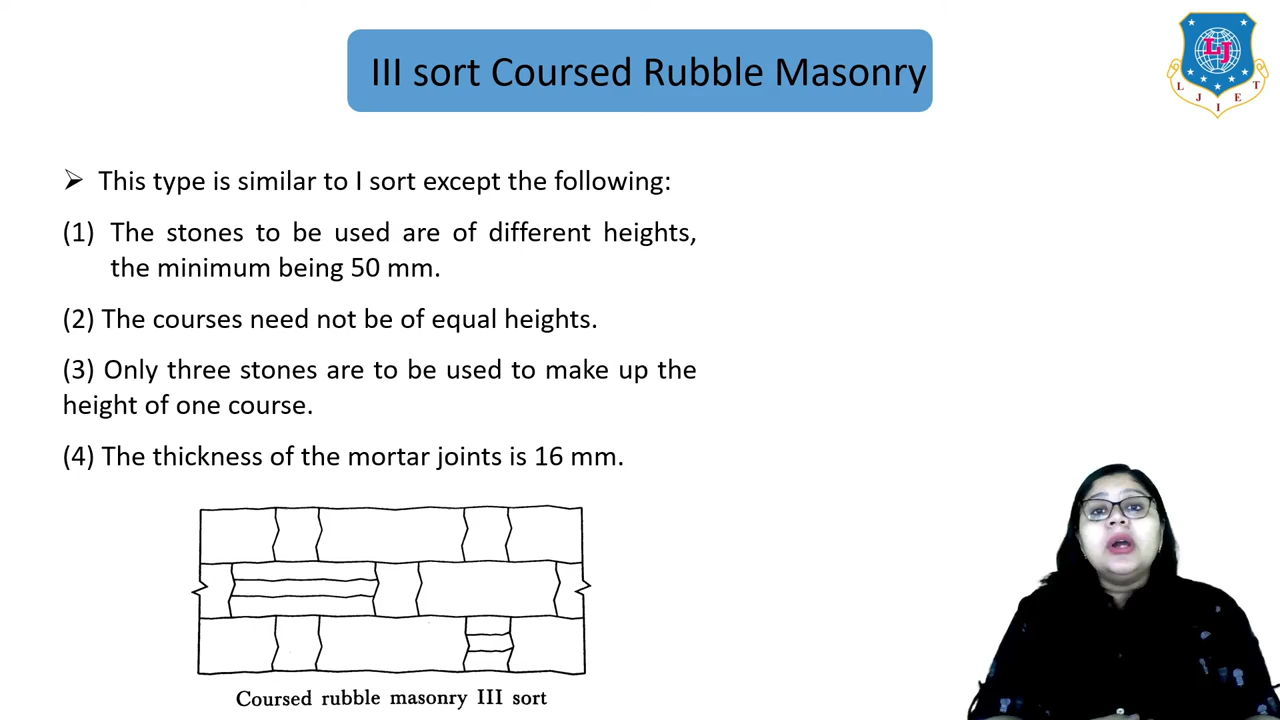 III sort Coursed Rubble Masonry
LJ
L J I E T
➢ This type is similar to I sort except the following:
(1) The stones to be used are of different heights,
the minimum being 50 mm.
(2) The courses need not be of equal heights.
(3) Only three stones are to be used to make up the
height of one course.
(4) The thickness of the mortar joints is 16 mm.
Coursed rubble masonry III sort